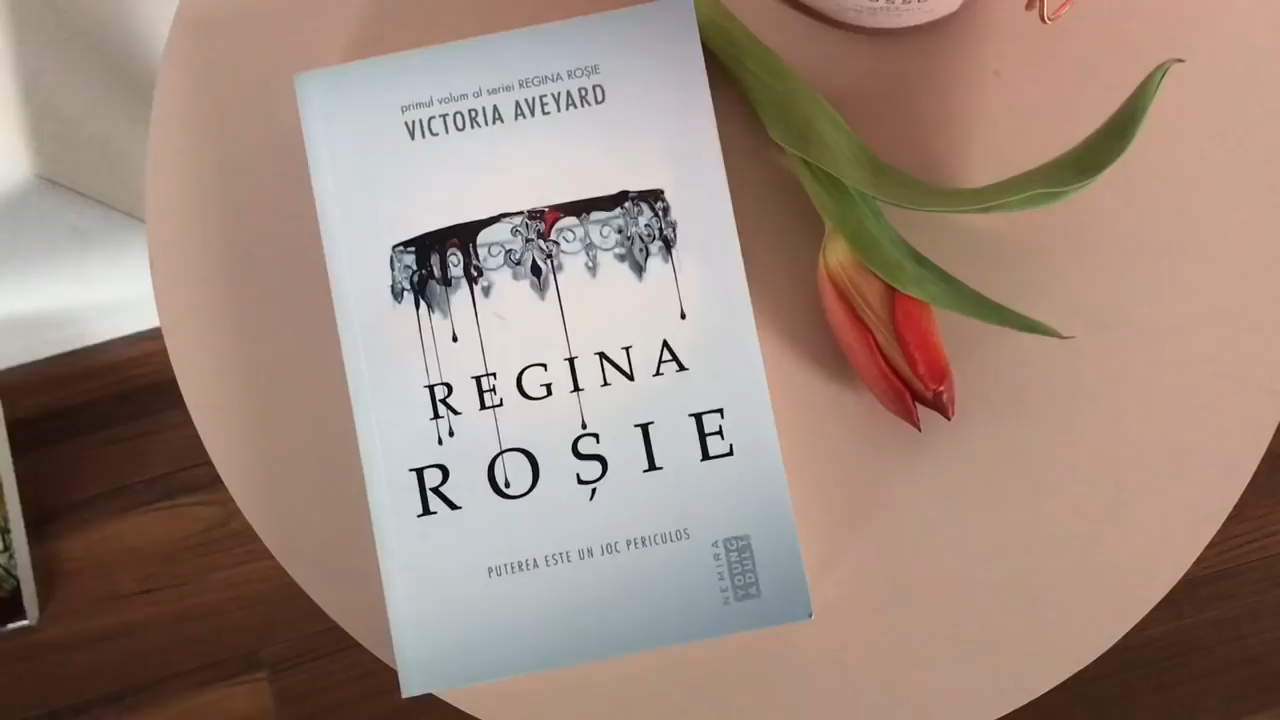 primul volum al seriei REGINA ROȘIE
VICTORIA AVEYARD
REGINA
ROȘIE
PUTEREA ESTE UN JOC PERICULOS
NEMIRA
YOUNG
ADULT